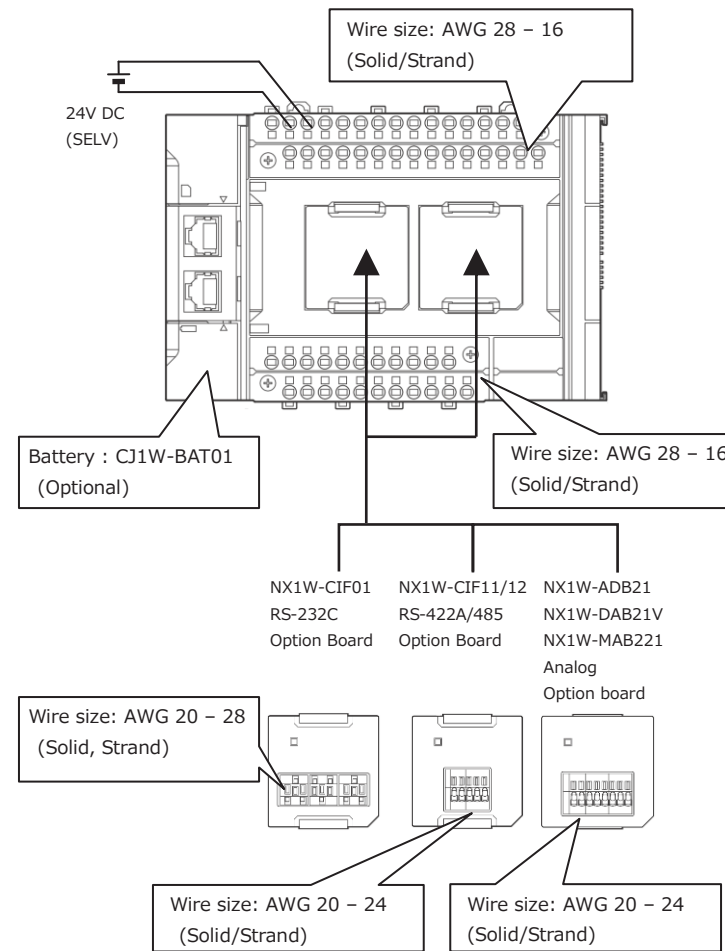 Wire size: AWG 28 – 16
(Solid/Strand)
24V DC
(SELV)
Battery : CJ1W-BAT01
(Optional)
Wire size: AWG 28 – 16
(Solid/Strand)
NX1W-CIF01
RS-232C
Option Board
NX1W-CIF11/12
RS-422A/485
Option Board
NX1W-ADB21
NX1W-DAB21V
NX1W-MAB221
Analog
Option board
Wire size: AWG 20 – 28
(Solid, Strand)
Wire size: AWG 20 – 24
(Solid/Strand)
Wire size: AWG 20 – 24
(Solid/Strand)